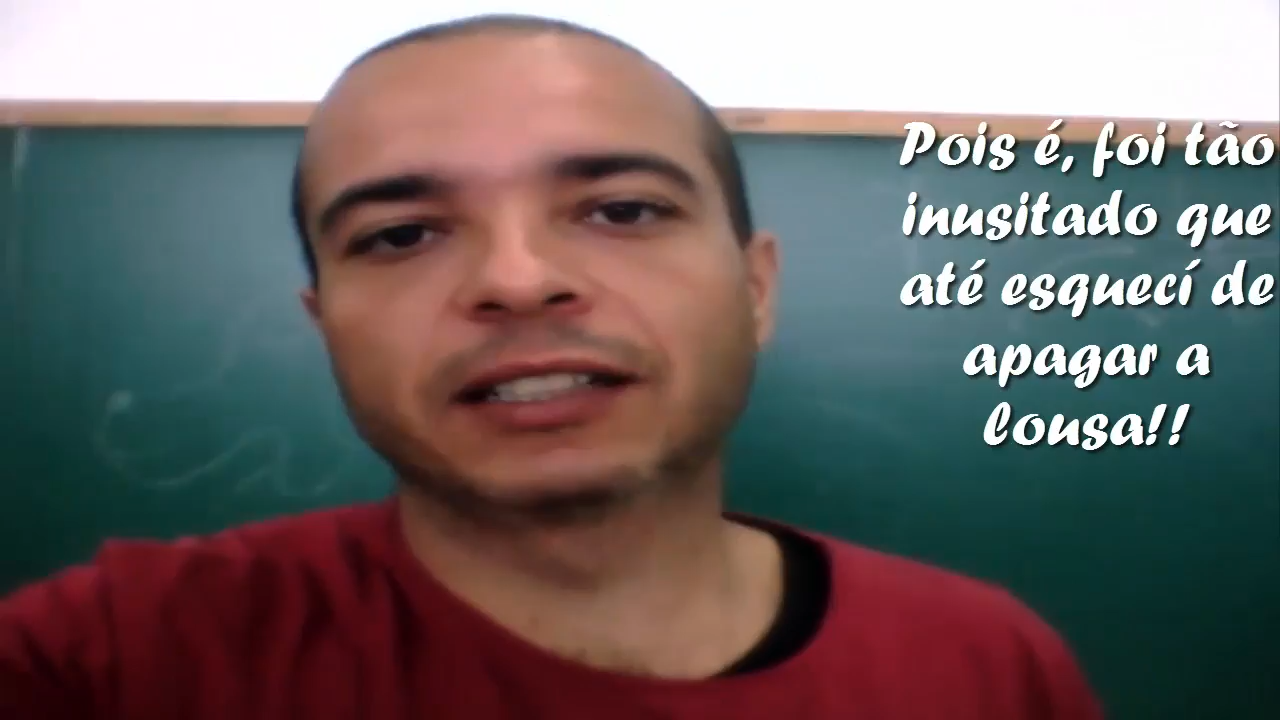 Pois é, foi tão
inusitado que
até esquecí de
apagar a
lousa!!